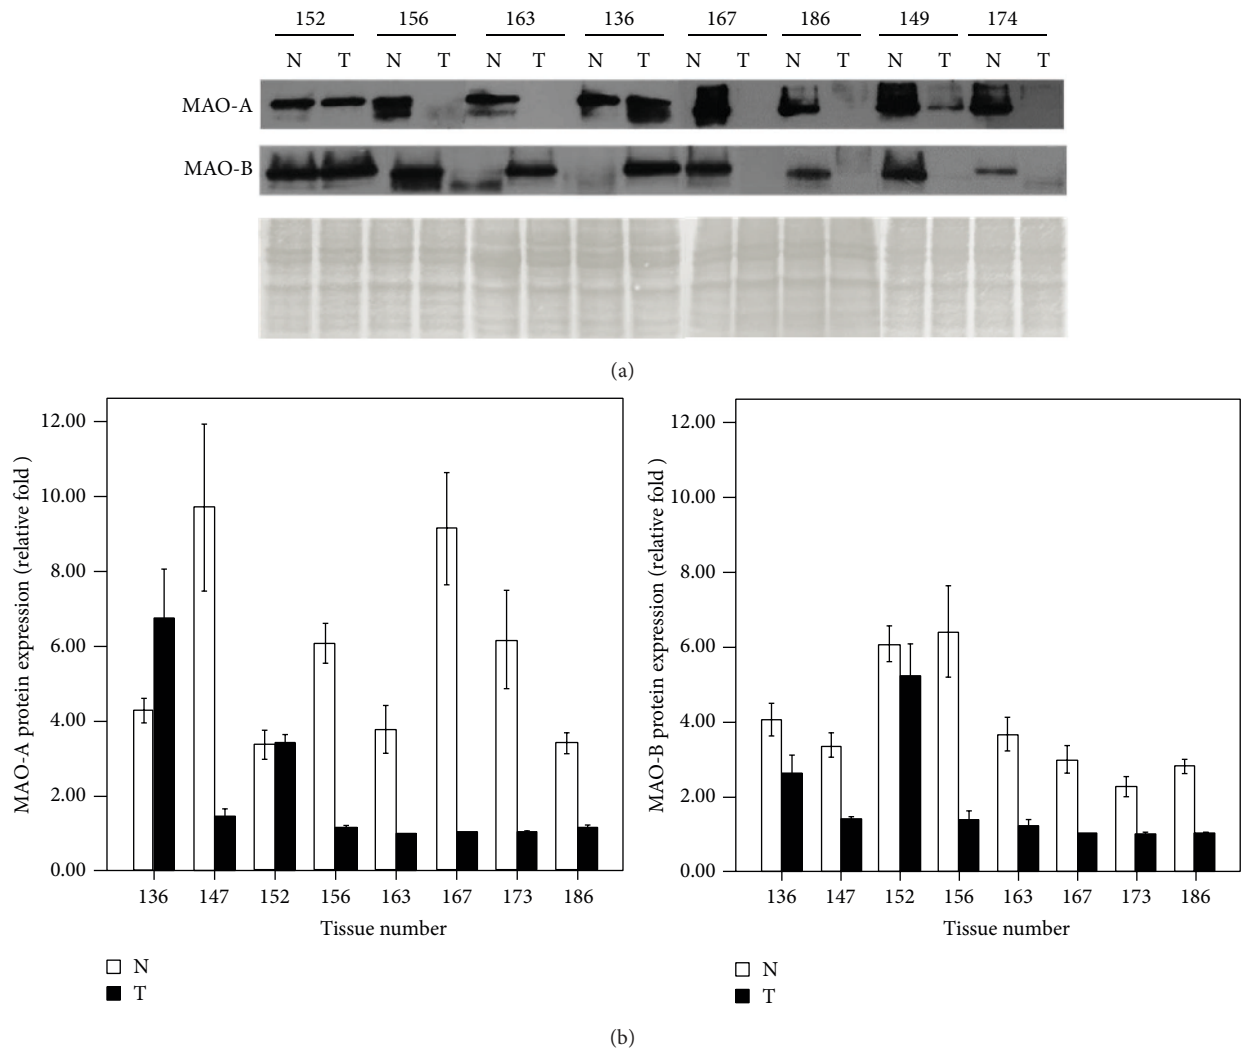 152 156 163 136 167 186 149 174
N T N T N T N T N T N T N T N T
MAO-A
MAO-B
(a)
MAO-A protein expression (relative fold )
12.00
10.00
8.00
6.00
4.00
2.00
0.00
136 147 152 156 163 167 173 186
Tissue number
N
T
MAO-B protein expression (relative fold )
12.00
10.00
8.00
6.00
4.00
2.00
0.00
136 147 152 156 163 167 173 186
Tissue number
N
T
(b)